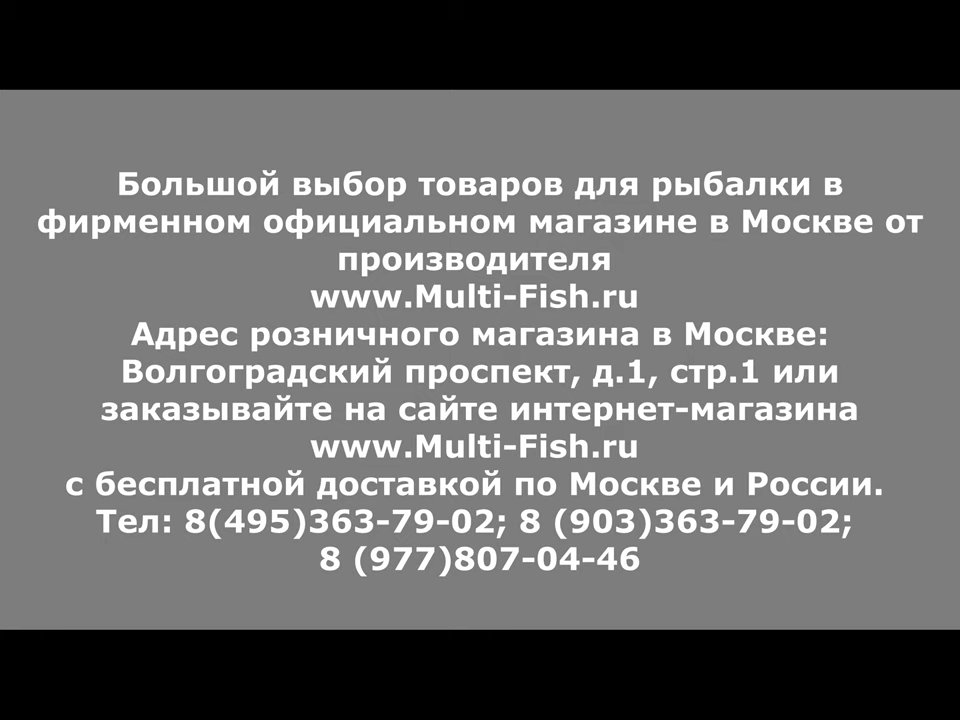 Большой выбор товаров для рыбалки в
фирменном официальном магазине в Москве от
производителя
www.Multi-Fish.ru
Адрес розничного магазина в Москве:
Волгоградский проспект, д.1, стр.1 или
заказывайте на сайте интернет-магазина
www.Multi-Fish.ru
с бесплатной доставкой по Москве и России.
Тел: 8(495)363-79-02; 8 (903)363-79-02;
8 (977)807-04-46